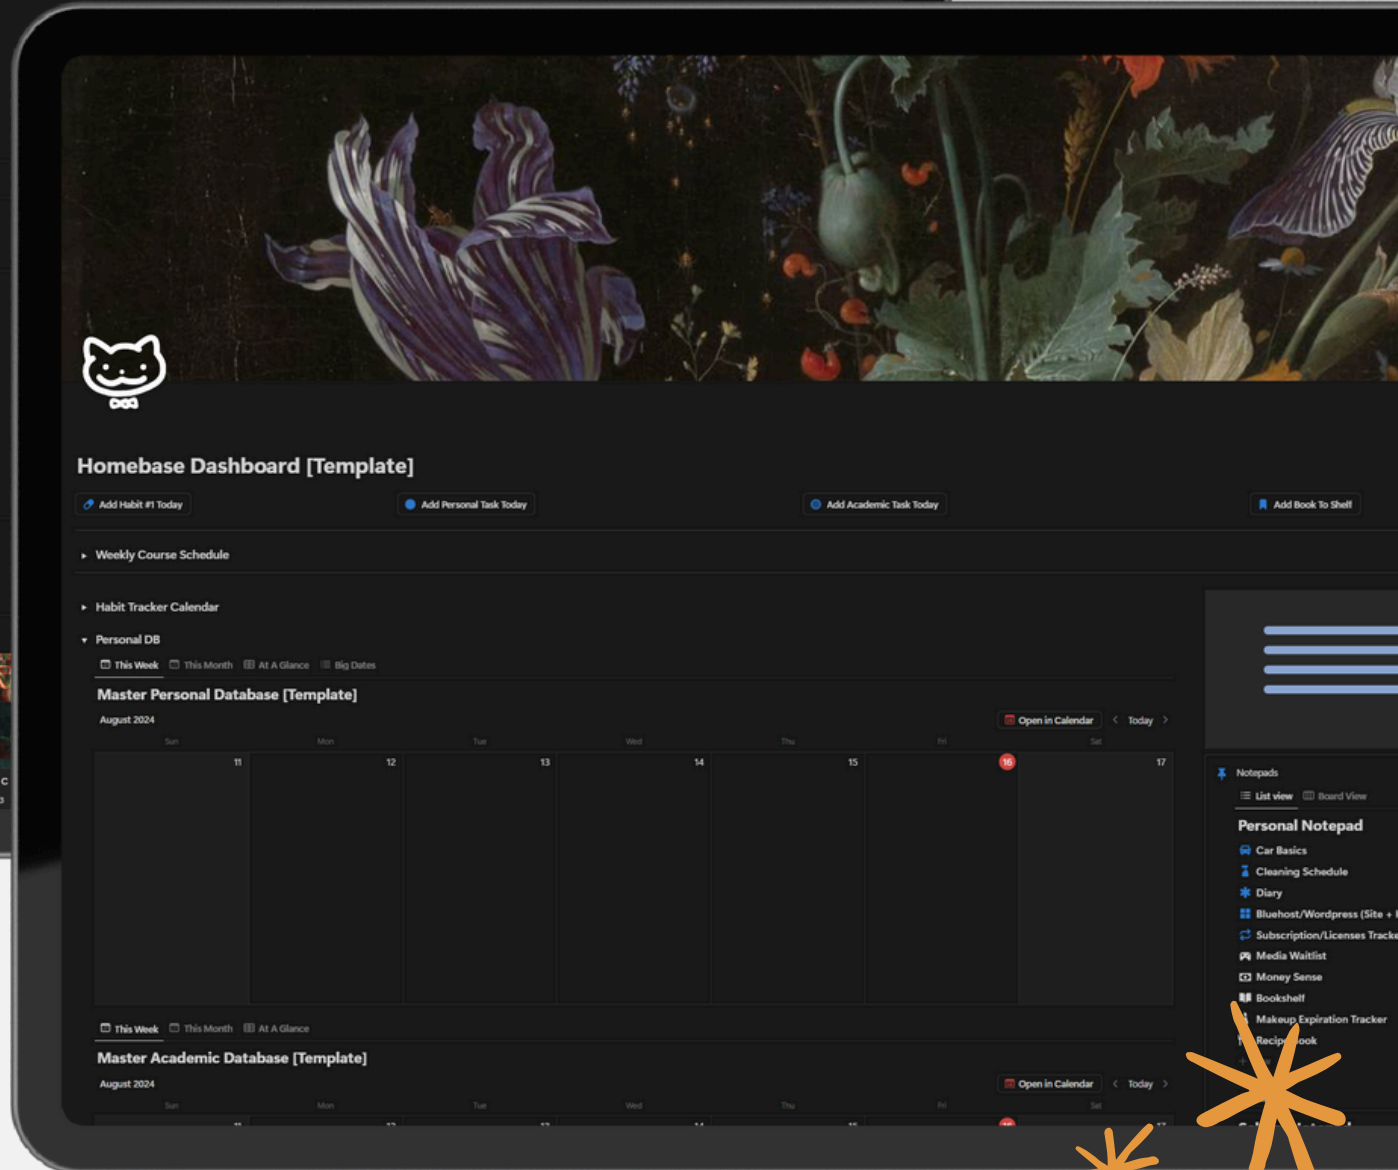 Homebase Dashboard [Template]
Add Habit #1 Today
Add Personal Task Today
Add Academic Task Today
Add Book To Shelf
Weekly Course Schedule
Habit Tracker Calendar
Personal DB
This Week This Month At A Glance Big Dates
Master Personal Database [Template]
August 2024
Open in Calendar Today
Sun Mon Tue Wed Thu Fri Sat
11 12 13 14 15 16 17
This Week This Month At A Glance
Master Academic Database [Template]
August 2024
Open in Calendar Today
Sun Mon Tue Wed Thu Fri Sat
Notepads
List view Board View
Personal Notepad
Car Basics
Cleaning Schedule
Diary
Bluehost/Wordpress (Site +
Subscription/Licenses Tracke
Media Waitlist
Money Sense
Bookshelf
Makeup Expiration Tracker